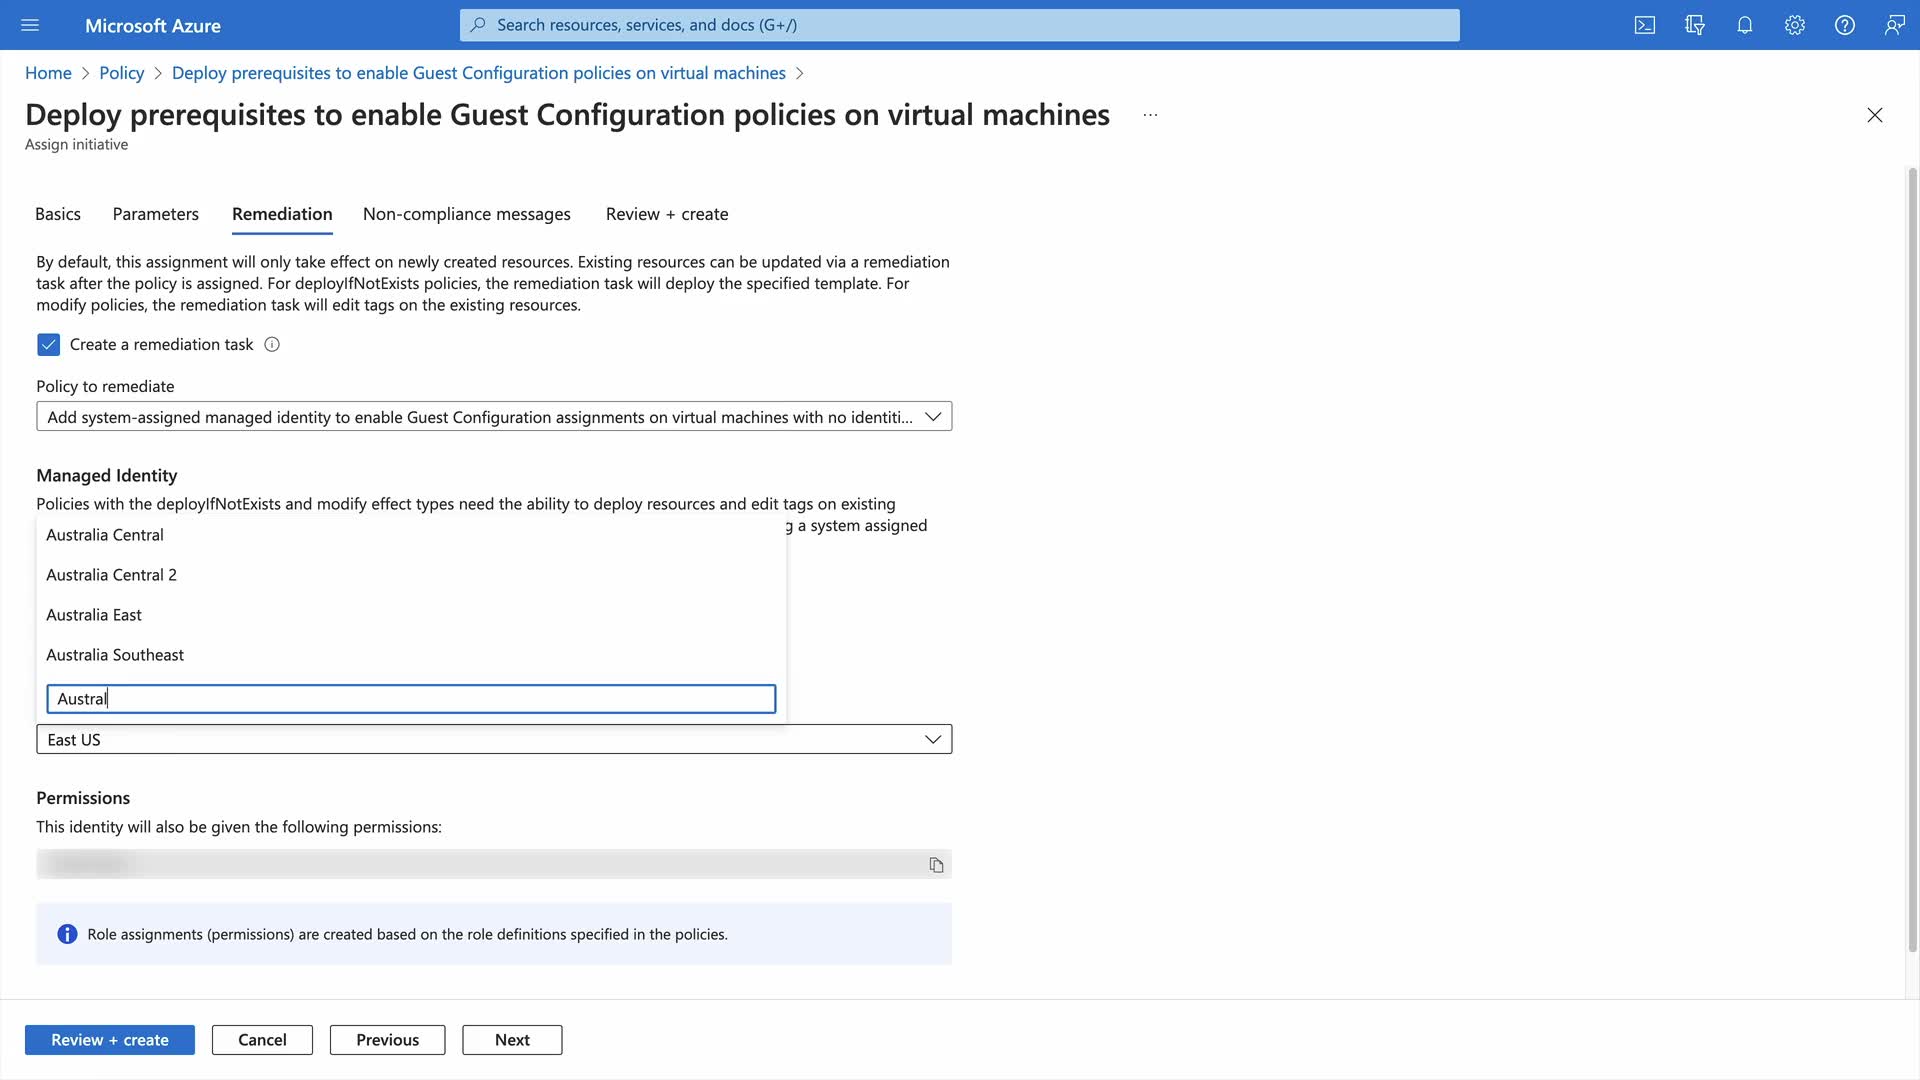 Microsoft Azure
Search resources, services, and docs (G+/)
Home > Policy > Deploy prerequisites to enable Guest Configuration policies on virtual machines >
Deploy prerequisites to enable Guest Configuration policies on virtual machines ...
Assign initiative
Basics Parameters Remediation Non-compliance messages Review + create
By default, this assignment will only take effect on newly created resources. Existing resources can be updated via a remediation
task after the policy is assigned. For deployIfNotExists policies, the remediation task will deploy the specified template. For
modify policies, the remediation task will edit tags on the existing resources.
Create a remediation task
Policy to remediate
Add system-assigned managed identity to enable Guest Configuration assignments on virtual machines with no identiti...
Managed Identity
Policies with the deployIfNotExists and modify effect types need the ability to deploy resources and edit tags on existing
g a system assigned
Australia Central
Australia Central 2
Australia East
Australia Southeast
Austral
East US
Permissions
This identity will also be given the following permissions:
Role assignments (permissions) are created based on the role definitions specified in the policies.
Review + create Cancel Previous Next